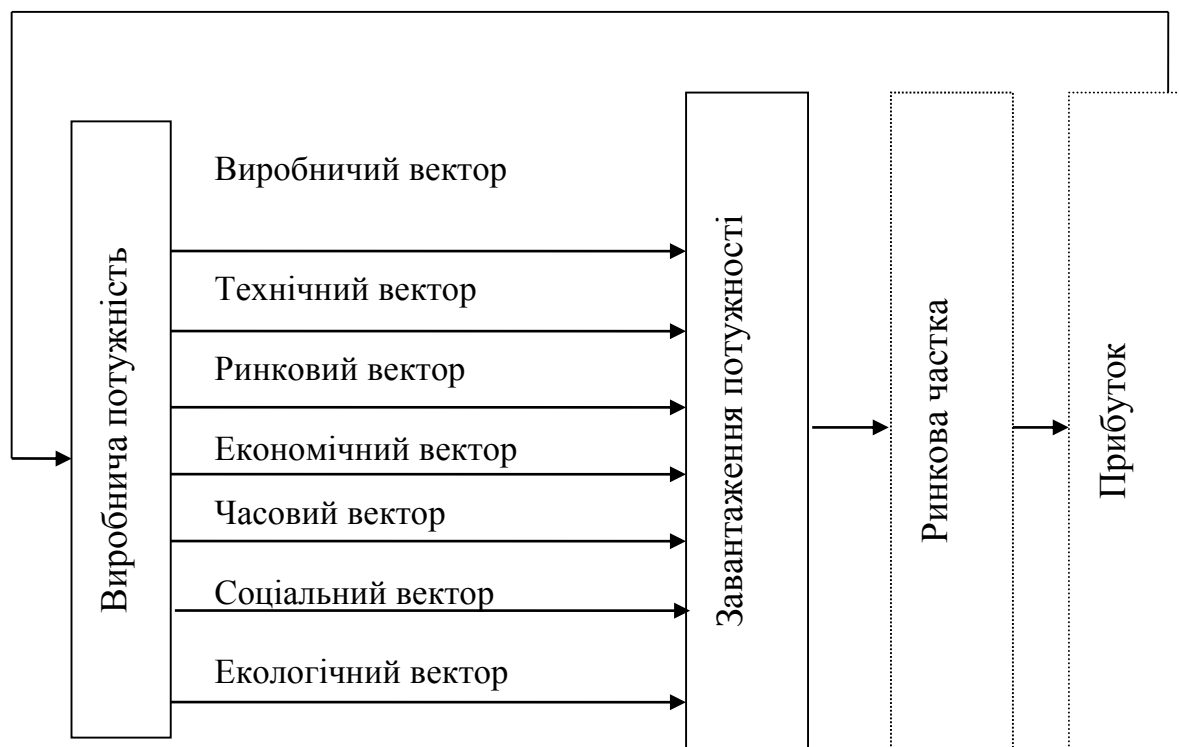 Виробнича потужність
Виробничий вектор
Технічний вектор
Ринковий вектор
Економічний вектор
Часовий вектор
Соціальний вектор
Екологічний вектор
Завантаження потужності
Ринкова частка
Прибуток